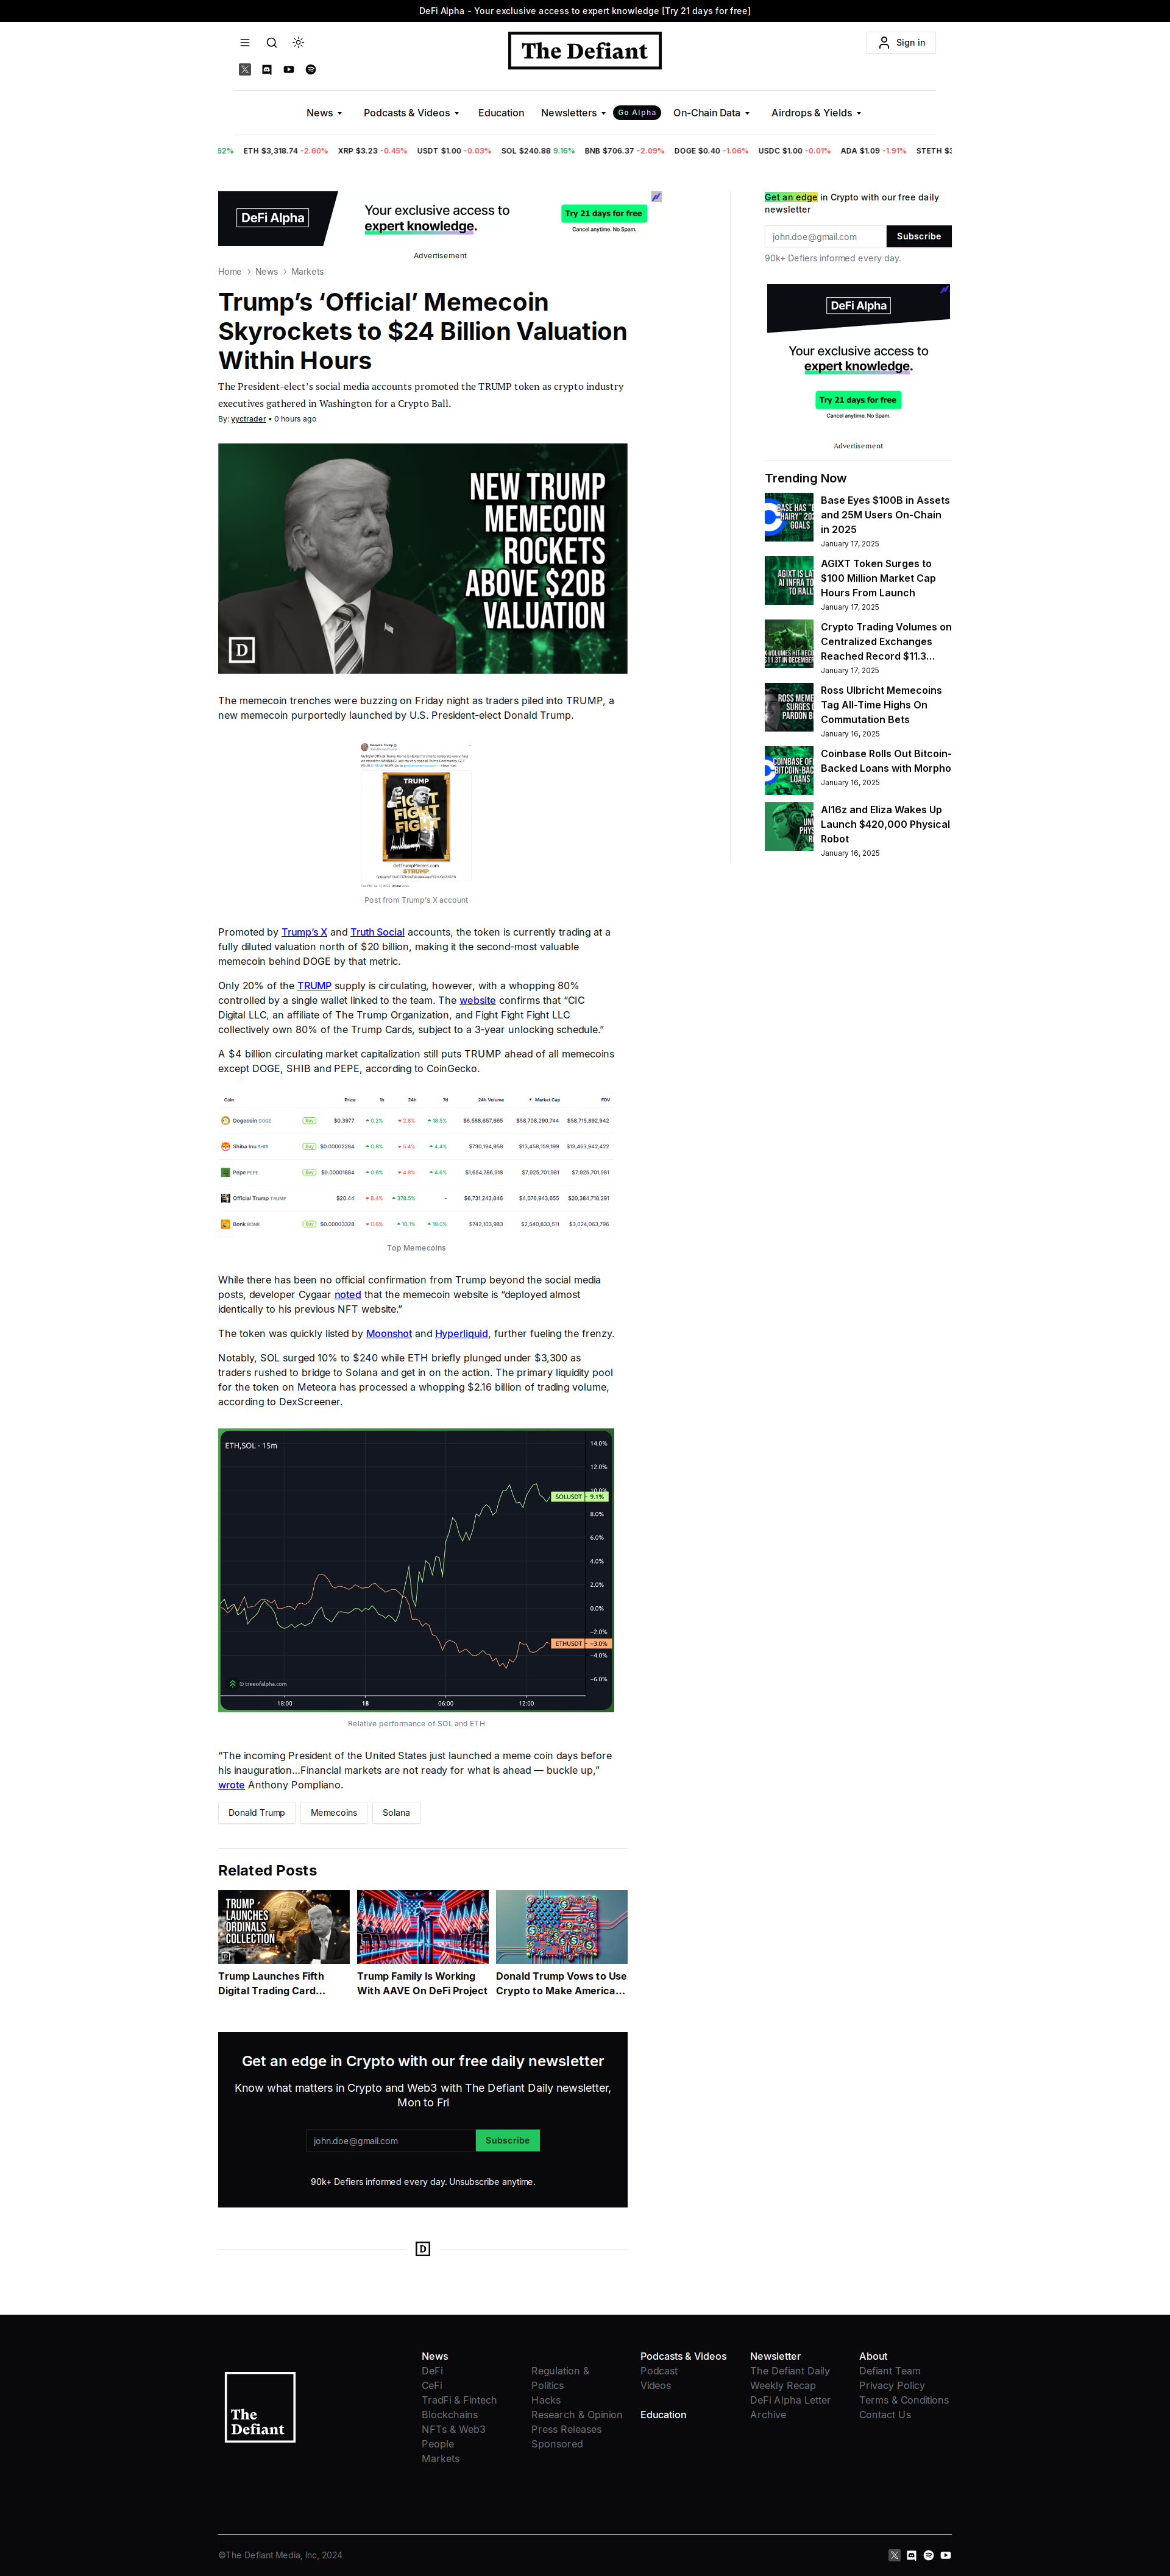 DeFi Alpha - Your exclusive access to expert knowledge [Try 21 days for free]
The Defiant
Sign in
News
Podcasts & Videos
Education
Newsletters
Go Alpha
On-Chain Data
Airdrops & Yields
ETH $3,318.74 -2.60% XRP $3.23 -0.45% USDT $1.00 -0.03% SOL $240.88 9.16% BNB $706.37 -2.09% DOGE $0.40 -1.06% USDC $1.00 -0.01% ADA $1.09 -1.91% STETH
DeFi Alpha
Your exclusive access to
expert knowledge.
Try 21 days for free
Cancel anytime. No Spam.
Advertisement
Home > News > Markets
Trump’s ‘Official’ Memecoin
Skyrockets to $24 Billion Valuation
Within Hours
The President-elect’s social media accounts promoted the TRUMP token as crypto industry
executives gathered in Washington for a Crypto Ball.
By: yyctrader • 0 hours ago
NEW TRUMP
MEMECOIN
ROCKETS
ABOVE $20B
VALUATION
D
The memecoin trenches were buzzing on Friday night as traders piled into TRUMP, a
new memecoin purportedly launched by U.S. President-elect Donald Trump.
TRUMP
FIGHT
FIGHT
FIGHT
GetTrumpMemes.com
$TRUMP
Post from Trump's X account
Promoted by Trump’s X and Truth Social accounts, the token is currently trading at a
fully diluted valuation north of $20 billion, making it the second-most valuable
memecoin behind DOGE by that metric.
Only 20% of the TRUMP supply is circulating, however, with a whopping 80%
controlled by a single wallet linked to the team. The website confirms that “CIC
Digital LLC, an affiliate of The Trump Organization, and Fight Fight Fight LLC
collectively own 80% of the Trump Cards, subject to a 3-year unlocking schedule.”
A $4 billion circulating market capitalization still puts TRUMP ahead of all memecoins
except DOGE, SHIB and PEPE, according to CoinGecko.
Coin Price 1h 24h 7d 24h Volume Market Cap FDV
Dogecoin DOGE Buy $0.3977 0.2% 2.8% 18.5% $6,588,657,665 $58,708,290,744 $58,715,892,942
Shiba Inu SHIB Buy $0.00002284 0.8% 5.4% 4.4% $730,194,958 $13,458,159,199 $13,463,942,422
Pepe PEPE Buy $0.00001884 0.6% 4.8% 4.6% $1,654,786,318 $7,925,701,981 $7,925,701,981
Official Trump TRUMP $20.44 8.4% 378.5% - $6,731,243,846 $4,076,943,655 $20,384,718,291
Bonk BONK Buy $0.00003328 0.6% 10.1% 19.0% $742,103,983 $2,540,633,511 $3,024,063,796
Top Memecoins
While there has been no official confirmation from Trump beyond the social media
posts, developer Cygaar noted that the memecoin website is “deployed almost
identically to his previous NFT website.”
The token was quickly listed by Moonshot and Hyperliquid, further fueling the frenzy.
Notably, SOL surged 10% to $240 while ETH briefly plunged under $3,300 as
traders rushed to bridge to Solana and get in on the action. The primary liquidity pool
for the token on Meteora has processed a whopping $2.16 billion of trading volume,
according to DexScreener.
ETH,SOL - 15m
14.0%
12.0%
10.0%
SOLUSDT - 9.1%
8.0%
6.0%
4.0%
2.0%
0.0%
-2.0%
ETHUSDT - -3.0%
-4.0%
-6.0%
© treeofalpha.com
18:00 18 06:00 12:00
Relative performance of SOL and ETH
“The incoming President of the United States just launched a meme coin days before
his inauguration...Financial markets are not ready for what is ahead — buckle up,”
wrote Anthony Pompliano.
Donald Trump
Memecoins
Solana
Related Posts
TRUMP
LAUNCHES
ORDINALS
COLLECTION
Trump Launches Fifth
Digital Trading Card...
Trump Family Is Working
With AAVE On DeFi Project
Donald Trump Vows to Use
Crypto to Make America...
Get an edge in Crypto with our free daily newsletter
Know what matters in Crypto and Web3 with The Defiant Daily newsletter,
Mon to Fri
john.doe@gmail.com
Subscribe
90k+ Defiers informed every day. Unsubscribe anytime.
D
Get an edge in Crypto with our free daily
newsletter
john.doe@gmail.com
Subscribe
90k+ Defiers informed every day.
DeFi Alpha
Your exclusive access to
expert knowledge.
Try 21 days for free
Cancel anytime. No Spam.
Advertisement
Trending Now
Base Eyes $100B in Assets
and 25M Users On-Chain
in 2025
January 17, 2025
AGIXT Token Surges to
$100 Million Market Cap
Hours From Launch
January 17, 2025
Crypto Trading Volumes on
Centralized Exchanges
Reached Record $11.3...
January 17, 2025
Ross Ulbricht Memecoins
Tag All-Time Highs On
Commutation Bets
January 16, 2025
Coinbase Rolls Out Bitcoin-
Backed Loans with Morpho
January 16, 2025
AI16z and Eliza Wakes Up
Launch $420,000 Physical
Robot
January 16, 2025
The
Defiant
News
DeFi
CeFi
TradFi & Fintech
Blockchains
NFTs & Web3
People
Markets
Regulation &
Politics
Hacks
Research & Opinion
Press Releases
Sponsored
Podcasts & Videos
Podcast
Videos
Education
Newsletter
The Defiant Daily
Weekly Recap
DeFi Alpha Letter
Archive
About
Defiant Team
Privacy Policy
Terms & Conditions
Contact Us
©The Defiant Media, Inc, 2024